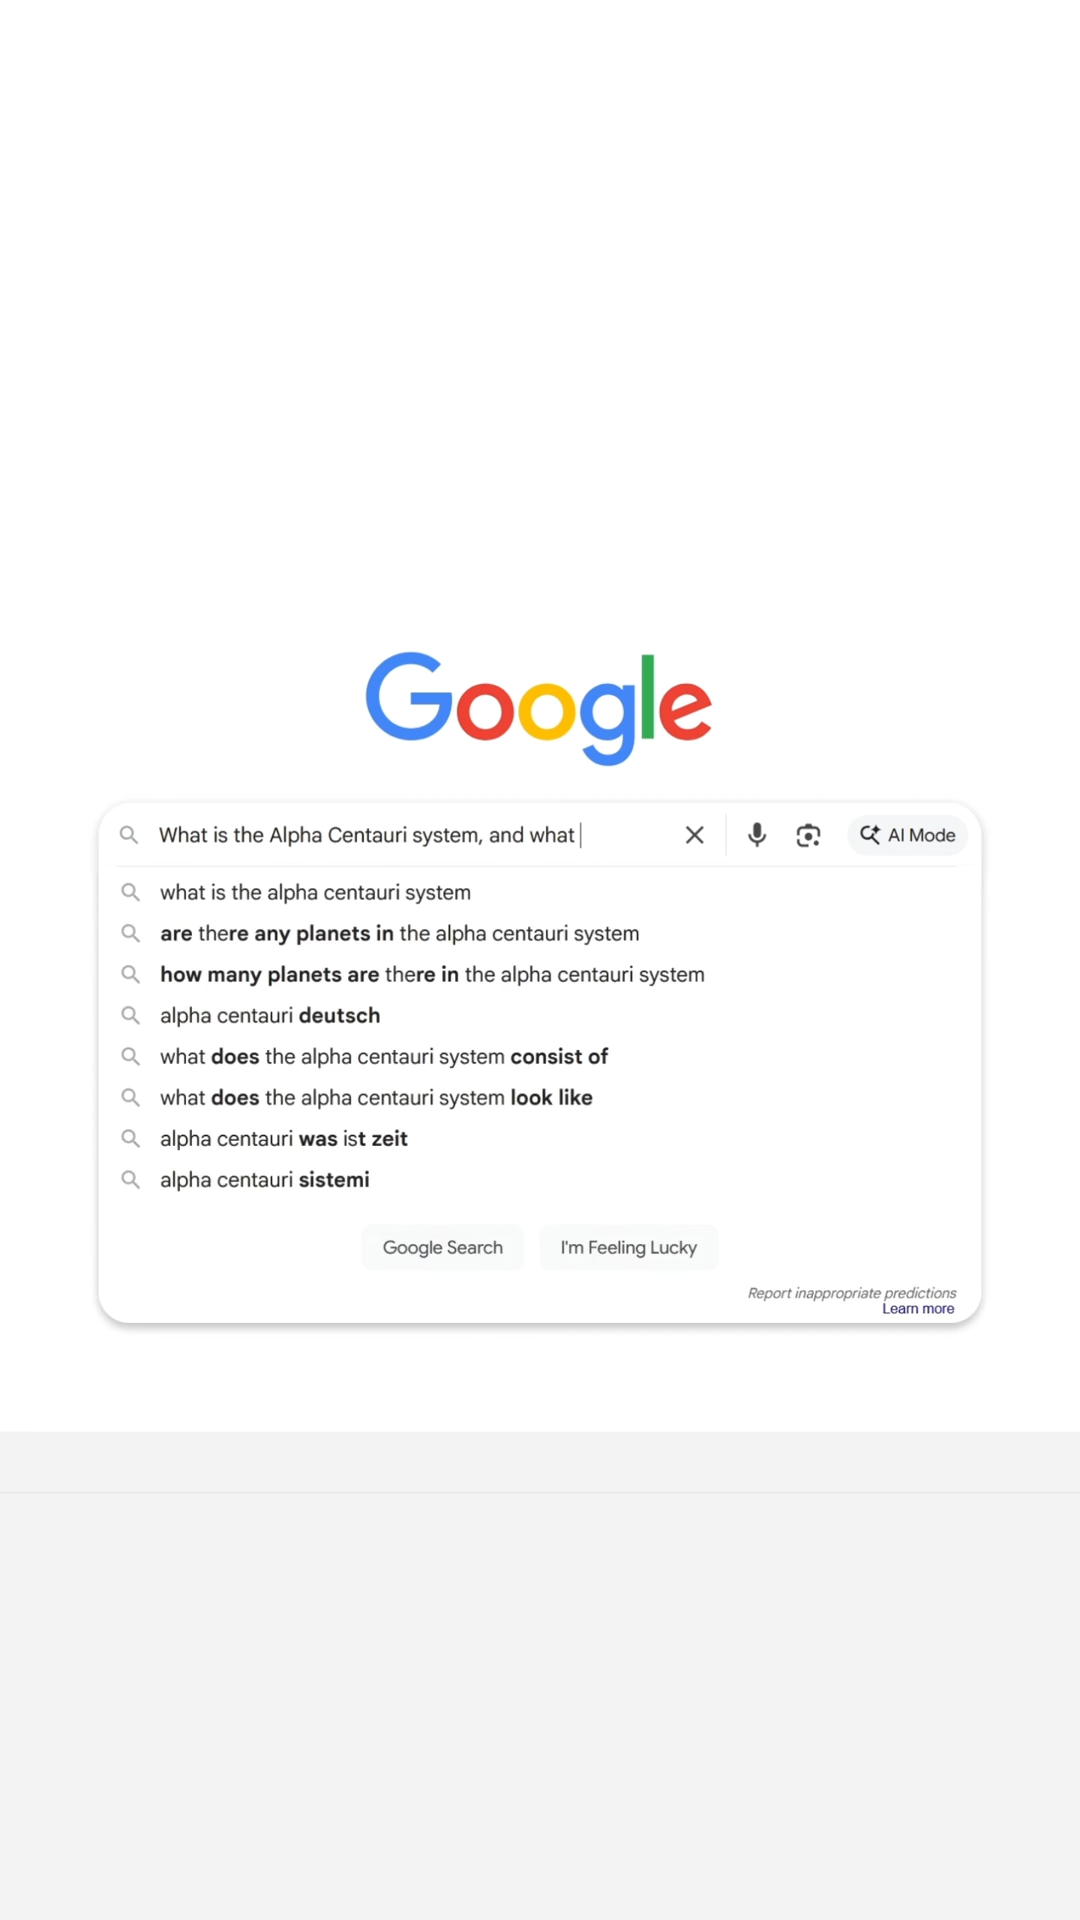 Google
What is the Alpha Centauri system, and what
AI Mode
what is the alpha centauri system
are there any planets in the alpha centauri system
how many planets are there in the alpha centauri system
alpha centauri deutsch
what does the alpha centauri system consist of
what does the alpha centauri system look like
alpha centauri was ist zeit
alpha centauri sistemi
Google Search
I'm Feeling Lucky
Report inappropriate predictions
Learn more